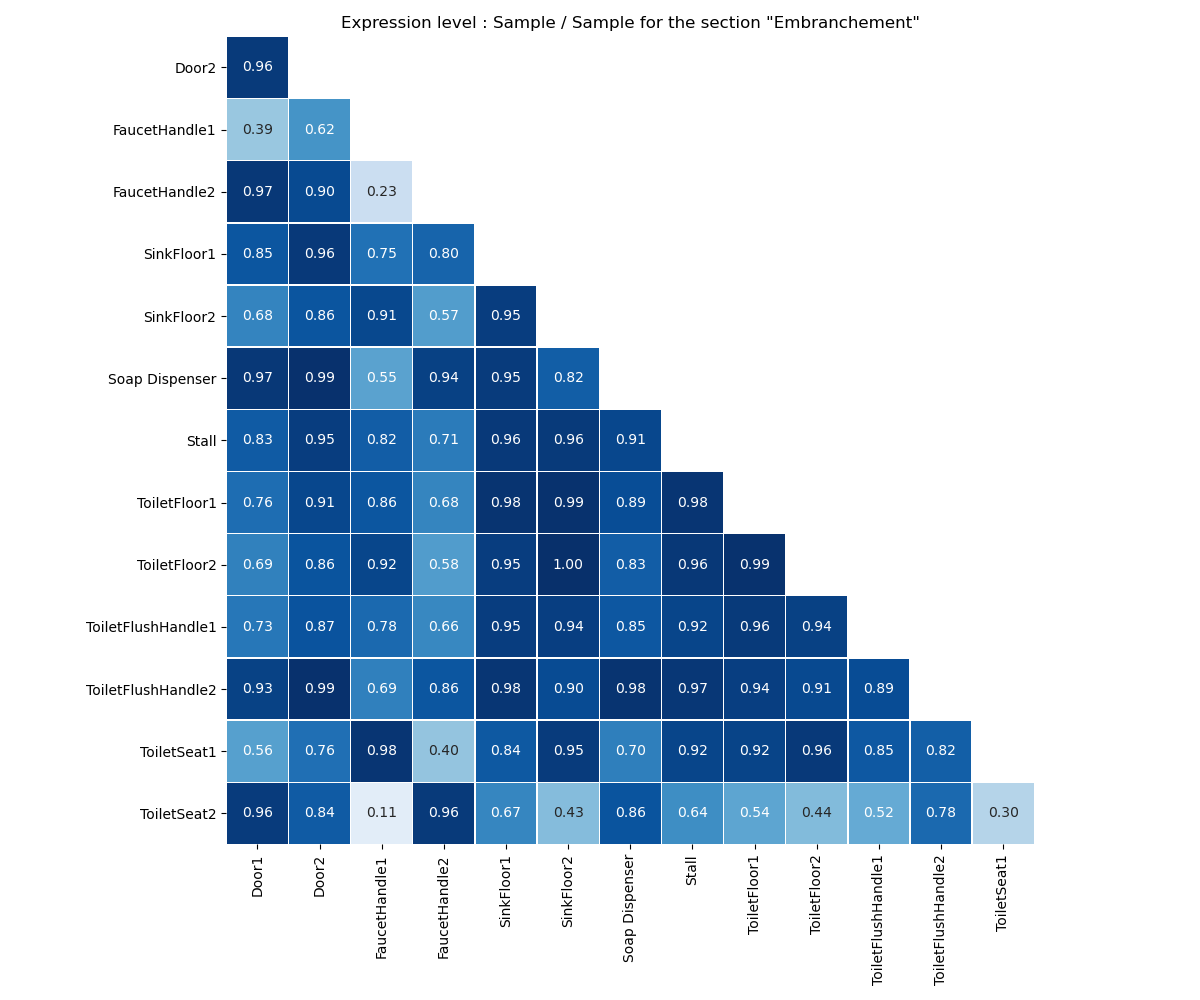 Expression level : Sample / Sample for the section "Embranchement"
Door2 0.96
FaucetHandle1 0.39 0.62
FaucetHandle2 0.97 0.90 0.23
SinkFloor1 0.85 0.96 0.75 0.80
SinkFloor2 0.68 0.86 0.91 0.57 0.95
Soap Dispenser 0.97 0.99 0.55 0.94 0.95 0.82
Stall 0.83 0.95 0.82 0.71 0.96 0.96 0.91
ToiletFloor1 0.76 0.91 0.86 0.68 0.98 0.99 0.89 0.98
ToiletFloor2 0.69 0.86 0.92 0.58 0.95 1.00 0.83 0.96 0.99
ToiletFlushHandle1 0.73 0.87 0.78 0.66 0.95 0.94 0.85 0.92 0.96 0.94
ToiletFlushHandle2 0.93 0.99 0.69 0.86 0.98 0.90 0.98 0.97 0.94 0.91 0.89
ToiletSeat1 0.56 0.76 0.98 0.40 0.84 0.95 0.70 0.92 0.92 0.96 0.85 0.82
ToiletSeat2 0.96 0.84 0.11 0.96 0.67 0.43 0.86 0.64 0.54 0.44 0.52 0.78 0.30
Door1
Door2
FaucetHandle1
FaucetHandle2
SinkFloor1
SinkFloor2
Soap Dispenser
Stall
ToiletFloor1
ToiletFloor2
ToiletFlushHandle1
ToiletFlushHandle2
ToiletSeat1